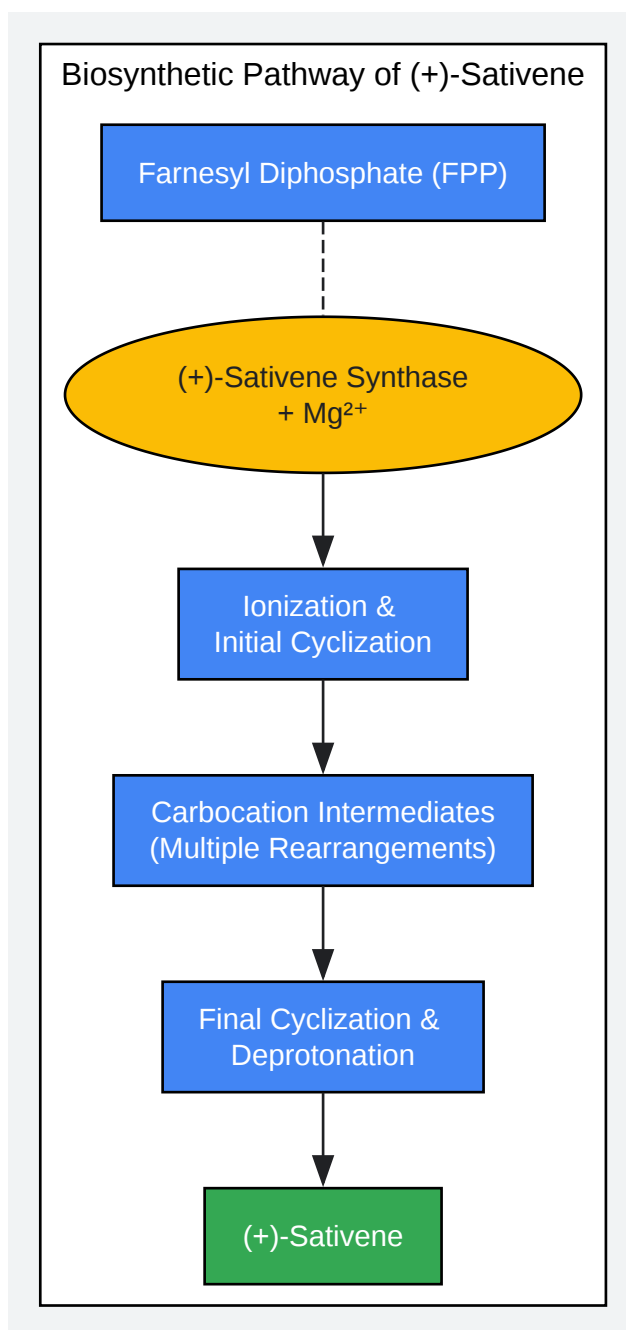 Biosynthetic Pathway of (+)-Sativene
Farnesyl Diphosphate (FPP)
(+)-Sativene Synthase
+ Mg²⁺
Ionization &
Initial Cyclization
Carbocation Intermediates
(Multiple Rearrangements)
Final Cyclization &
Deprotonation
(+)-Sativene